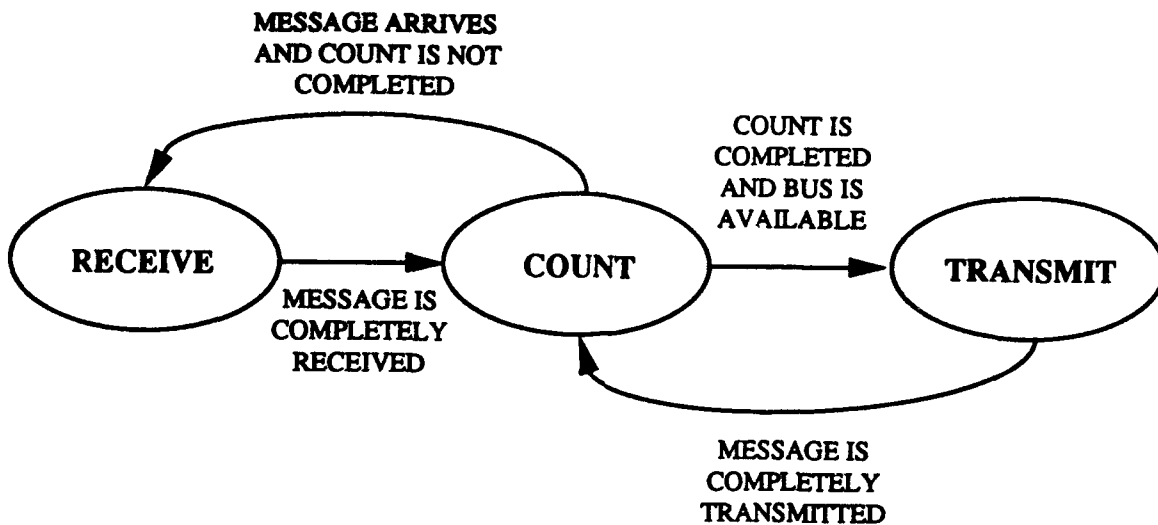 MESSAGE ARRIVES
AND COUNT IS NOT
COMPLETED
COUNT IS
COMPLETED
AND BUS IS
AVAILABLE
RECEIVE
COUNT
TRANSMIT
MESSAGE IS
COMPLETELY
RECEIVED
MESSAGE IS
COMPLETELY
TRANSMITTED